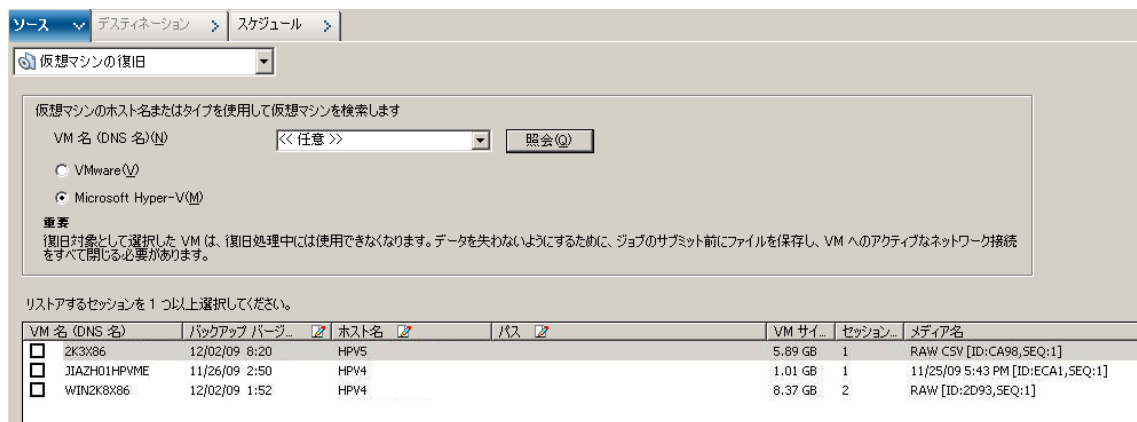 ソース デスティネーション スケジュール
仮想マシンの復旧
仮想マシンのホスト名またはタイプを使用して仮想マシンを検索します
VM 名 (DNS 名)(N) << 任意 >> 照会(Q)
VMware(V)
Microsoft Hyper-V(M)
重要
復旧対象として選択した VM は、復旧処理中には使用できなくなります。データを失わないようにするために、ジョブのサブミット前にファイルを保存し、VM へのアクティブなネットワーク接続
をすべて閉じる必要があります。
リストアするセッションを 1 つ以上選択してください。
VM 名 (DNS 名) バックアップ バージ... ホスト名 パス VM サイ... セッション... メディア名
2K3X86 12/02/09 8:20 HPV5 5.89 GB 1 RAW CSV [ID:CA98,SEQ:1]
JIAZH01HPVME 11/26/09 2:50 HPV4 1.01 GB 1 11/25/09 5:43 PM [ID:ECA1,SEQ:1]
WIN2K8X86 12/02/09 1:52 HPV4 8.37 GB 2 RAW [ID:2D93,SEQ:1]